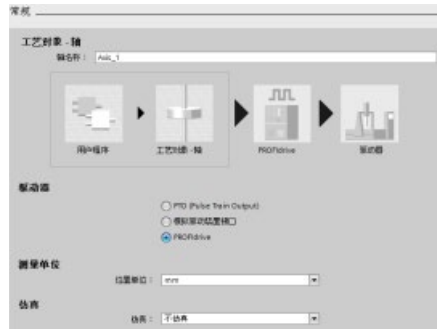 常规
工艺对象 - 轴
轴名称： Axis_1
用户程序 工艺对象 -轴 PROFIdrive 驱动器
驱动器
PTO (Pulse Train Output)
模拟驱动装置接口
PROFIdrive
测量单位
位置单位： mm
仿真
仿真： 不仿真